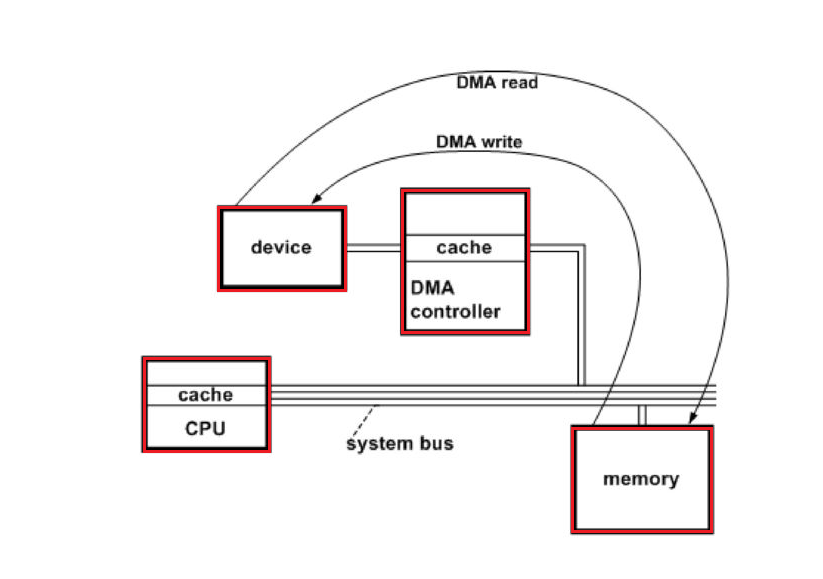 DMA read
DMA write
device
cache
DMA
controller
cache
CPU
system bus
memory